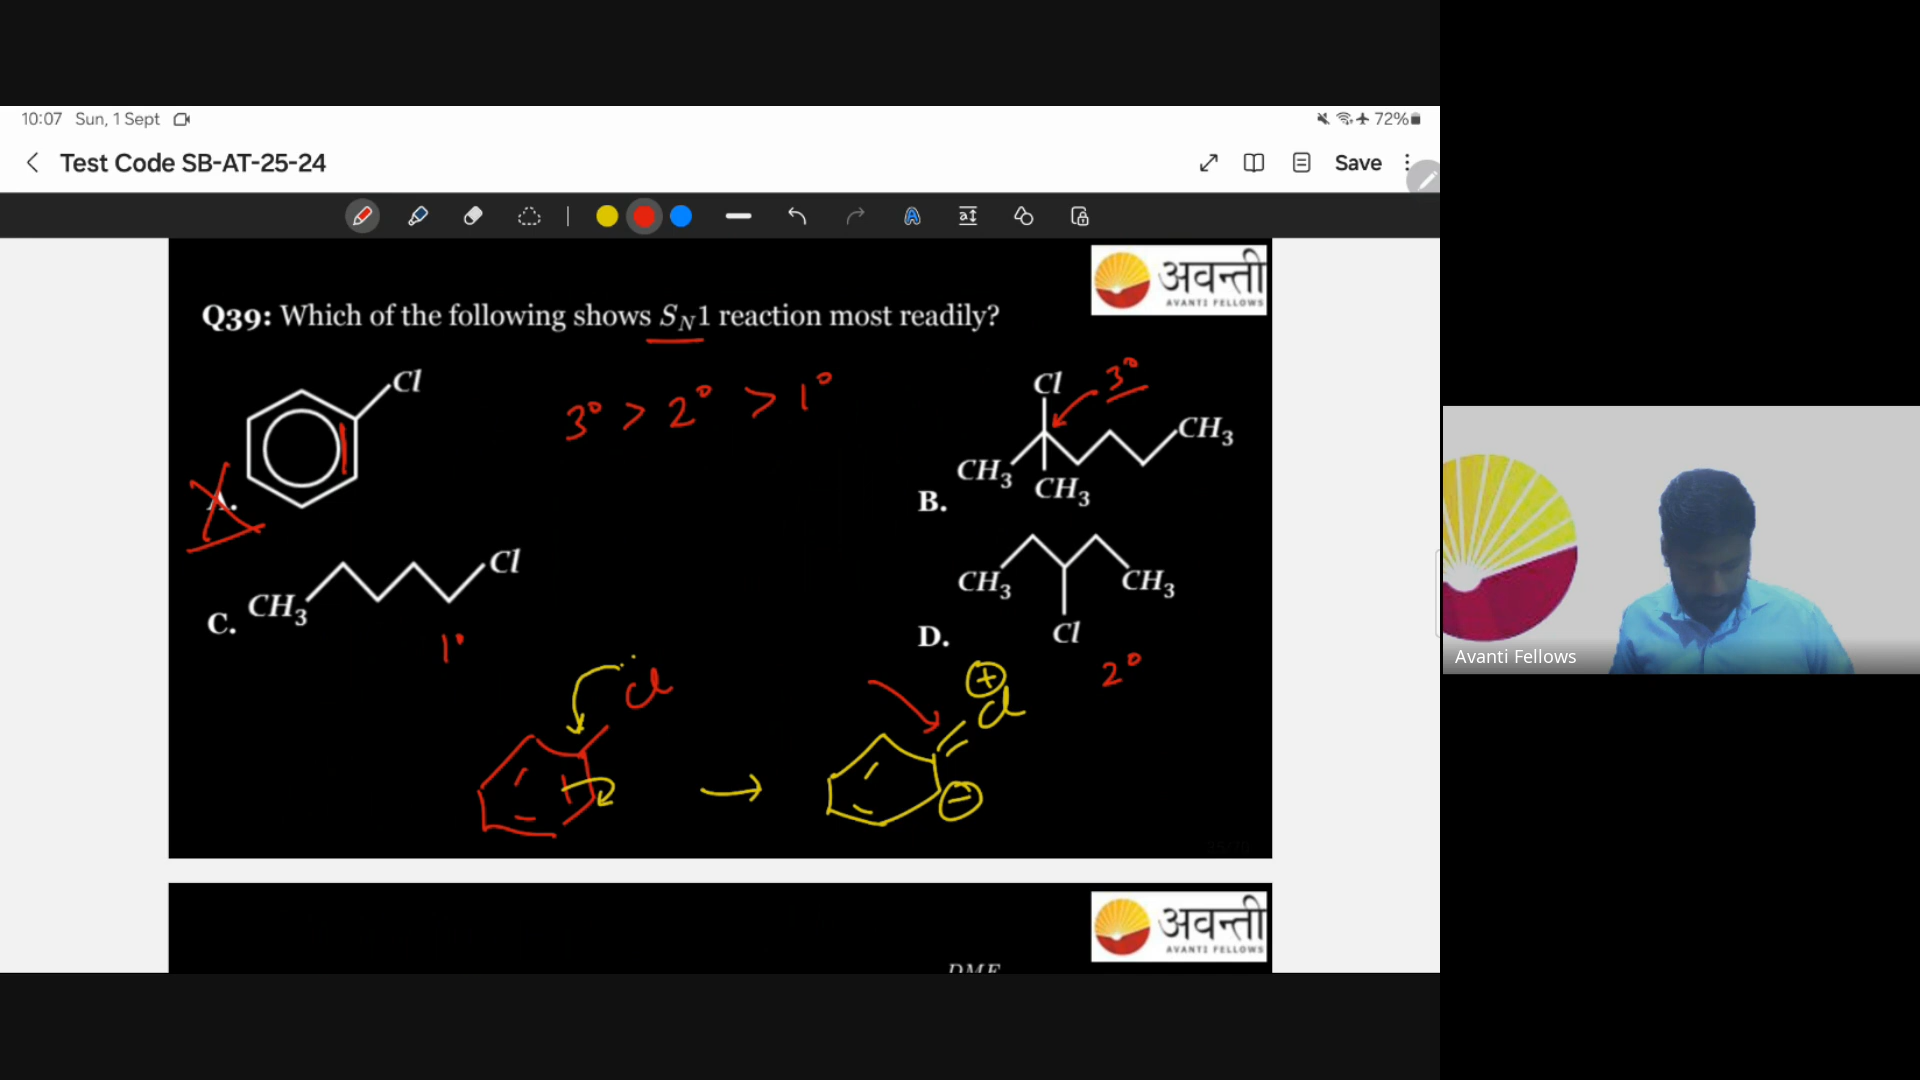 10:07 Sun, 1 Sept
72%
Test Code SB-AT-25-24
Save
अवन्ती
AVANTI FELLOWS
Q39: Which of the following shows S_N1 reaction most readily?
Cl
3° > 2° > 1°
A.
Cl
3°
CH₃
CH₃
CH₃
B.
Cl
CH₃
C.
1°
CH₃
CH₃
Cl
D.
2°
Cl
+
Cl
−
Avanti Fellows
अवन्ती
AVANTI FELLOWS
DMF